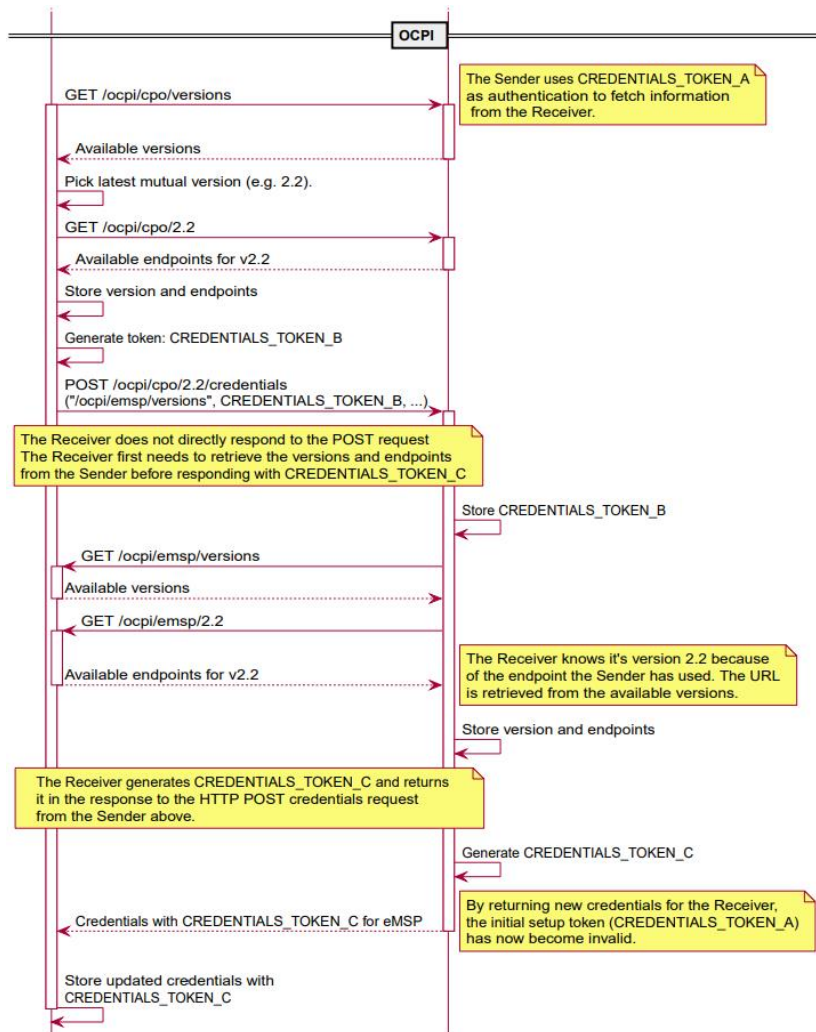 OCPI
The Sender uses CREDENTIALS_TOKEN_A
as authentication to fetch information
from the Receiver.
GET /ocpi/cpo/versions
Available versions
Pick latest mutual version (e.g. 2.2).
GET /ocpi/cpo/2.2
Available endpoints for v2.2
Store version and endpoints
Generate token: CREDENTIALS_TOKEN_B
POST /ocpi/cpo/2.2/credentials
("/ocpi/emsp/versions", CREDENTIALS_TOKEN_B, ...)
The Receiver does not directly respond to the POST request
The Receiver first needs to retrieve the versions and endpoints
from the Sender before responding with CREDENTIALS_TOKEN_C
Store CREDENTIALS_TOKEN_B
GET /ocpi/emsp/versions
Available versions
GET /ocpi/emsp/2.2
Available endpoints for v2.2
The Receiver knows it's version 2.2 because
of the endpoint the Sender has used. The URL
is retrieved from the available versions.
Store version and endpoints
The Receiver generates CREDENTIALS_TOKEN_C and returns
it in the response to the HTTP POST credentials request
from the Sender above.
Generate CREDENTIALS_TOKEN_C
Credentials with CREDENTIALS_TOKEN_C for eMSP
By returning new credentials for the Receiver,
the initial setup token (CREDENTIALS_TOKEN_A)
has now become invalid.
Store updated credentials with
CREDENTIALS_TOKEN_C